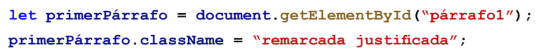 let primerPárrafo = document.getElementById(“párrafo1”);
primerPárrafo.className = “remarcada justificada”;